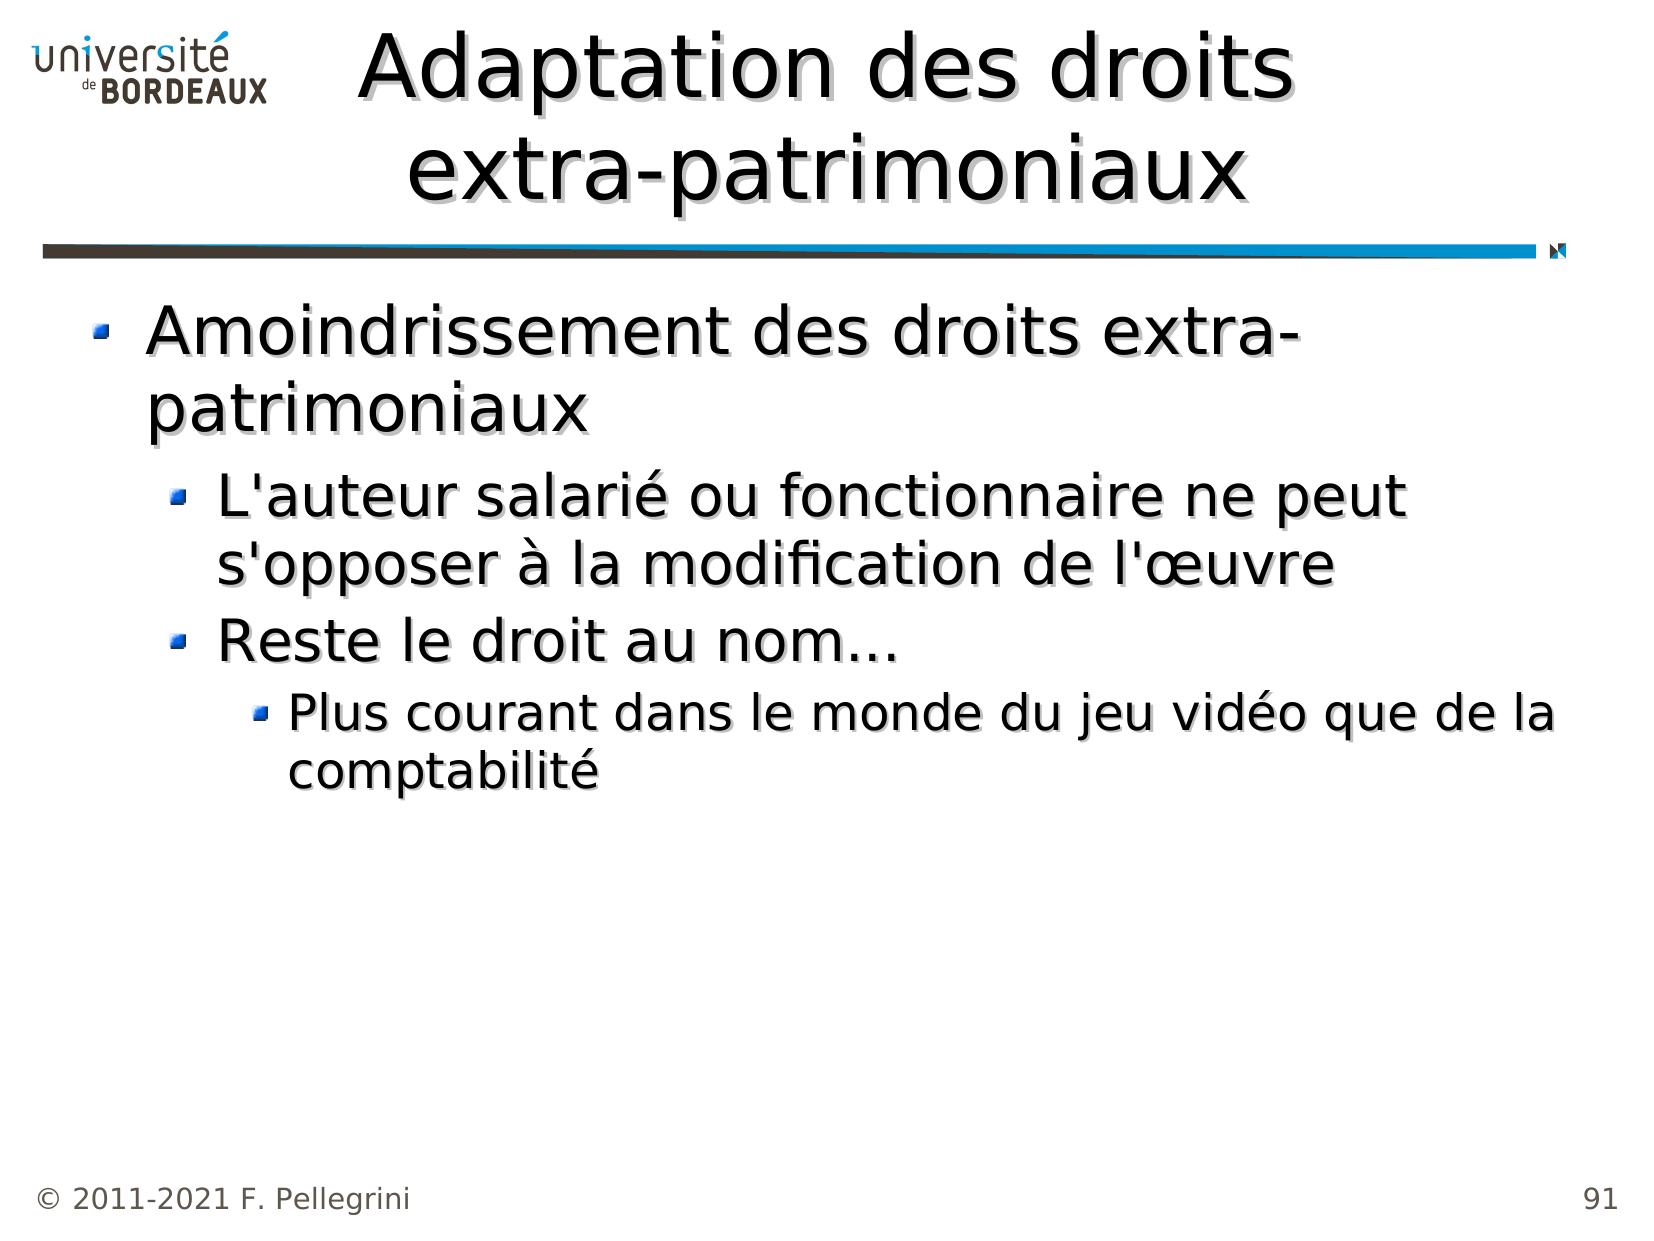 université
de BORDEAUX
Adaptation des droits
extra-patrimoniaux
Amoindrissement des droits extra-
patrimoniaux
L'auteur salarié ou fonctionnaire ne peut
s'opposer à la modification de l'œuvre
Reste le droit au nom...
Plus courant dans le monde du jeu vidéo que de la
comptabilité
© 2011-2021 F. Pellegrini
91